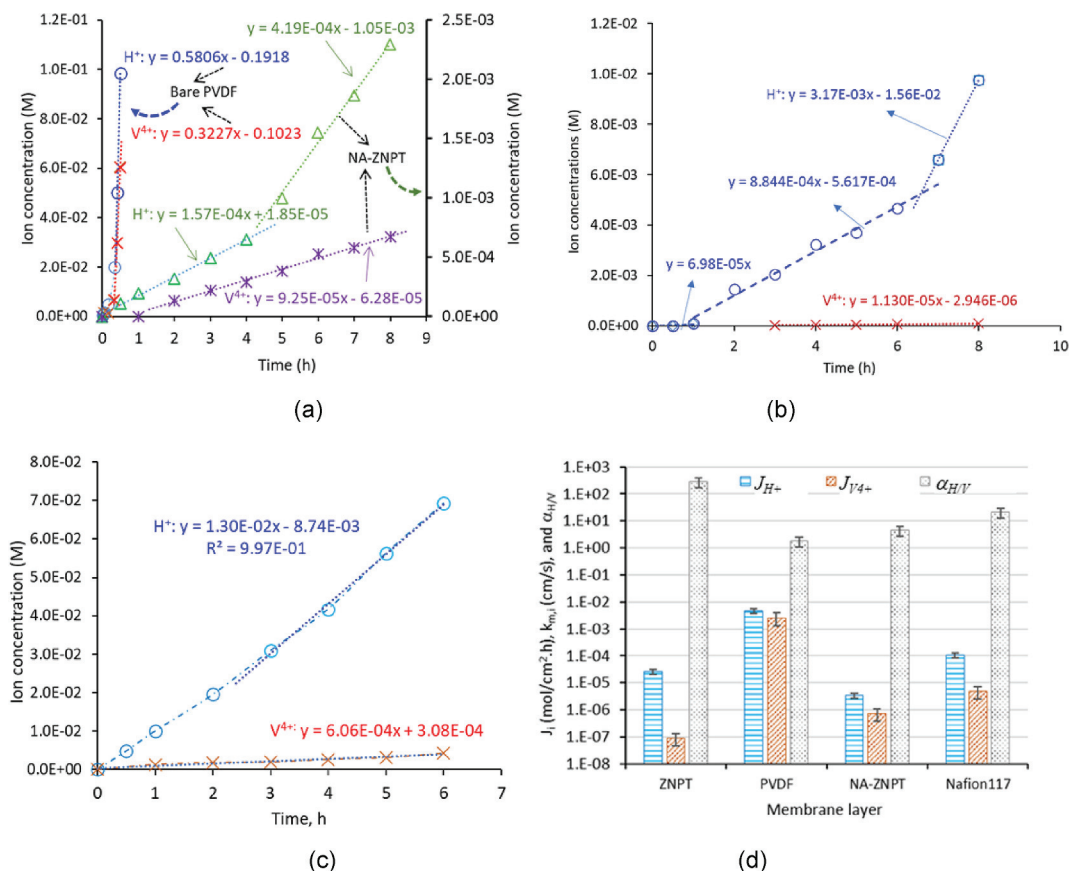 1.2E-01
1.0E-01
8.0E-02
6.0E-02
4.0E-02
2.0E-02
0.0E+00
Ion concentration (M)
2.5E-03
2.0E-03
1.5E-03
1.0E-03
5.0E-04
0.0E+00
Ion concentration (M)
y = 4.19E-04x - 1.05E-03
H+: y = 0.5806x - 0.1918
Bare PVDF
V4+: y = 0.3227x - 0.1023
NA-ZNPT
H+: y = 1.57E-04x + 1.85E-05
V4+: y = 9.25E-05x - 6.28E-05
0 1 2 3 4 5 6 7 8 9
Time (h)
(a)
1.2E-02
1.0E-02
8.0E-03
6.0E-03
4.0E-03
2.0E-03
0.0E+00
Ion concentrations (M)
H+: y = 3.17E-03x - 1.56E-02
y = 8.844E-04x - 5.617E-04
y = 6.98E-05x
V4+: y = 1.130E-05x - 2.946E-06
0 2 4 6 8 10
Time (h)
(b)
8.0E-02
7.0E-02
6.0E-02
5.0E-02
4.0E-02
3.0E-02
2.0E-02
1.0E-02
0.0E+00
Ion concentration (M)
H+: y = 1.30E-02x - 8.74E-03
R² = 9.97E-01
V4+: y = 6.06E-04x + 3.08E-04
0 1 2 3 4 5 6 7
Time, h
(c)
1.E+03
1.E+02
1.E+01
1.E+00
1.E-01
1.E-02
1.E-03
1.E-04
1.E-05
1.E-06
1.E-07
1.E-08
Ji (mol/cm2·h), km,i (cm/s), and αH/V
JH+ JV4+ αH/V
ZNPT PVDF NA-ZNPT Nafion117
Membrane layer
(d)